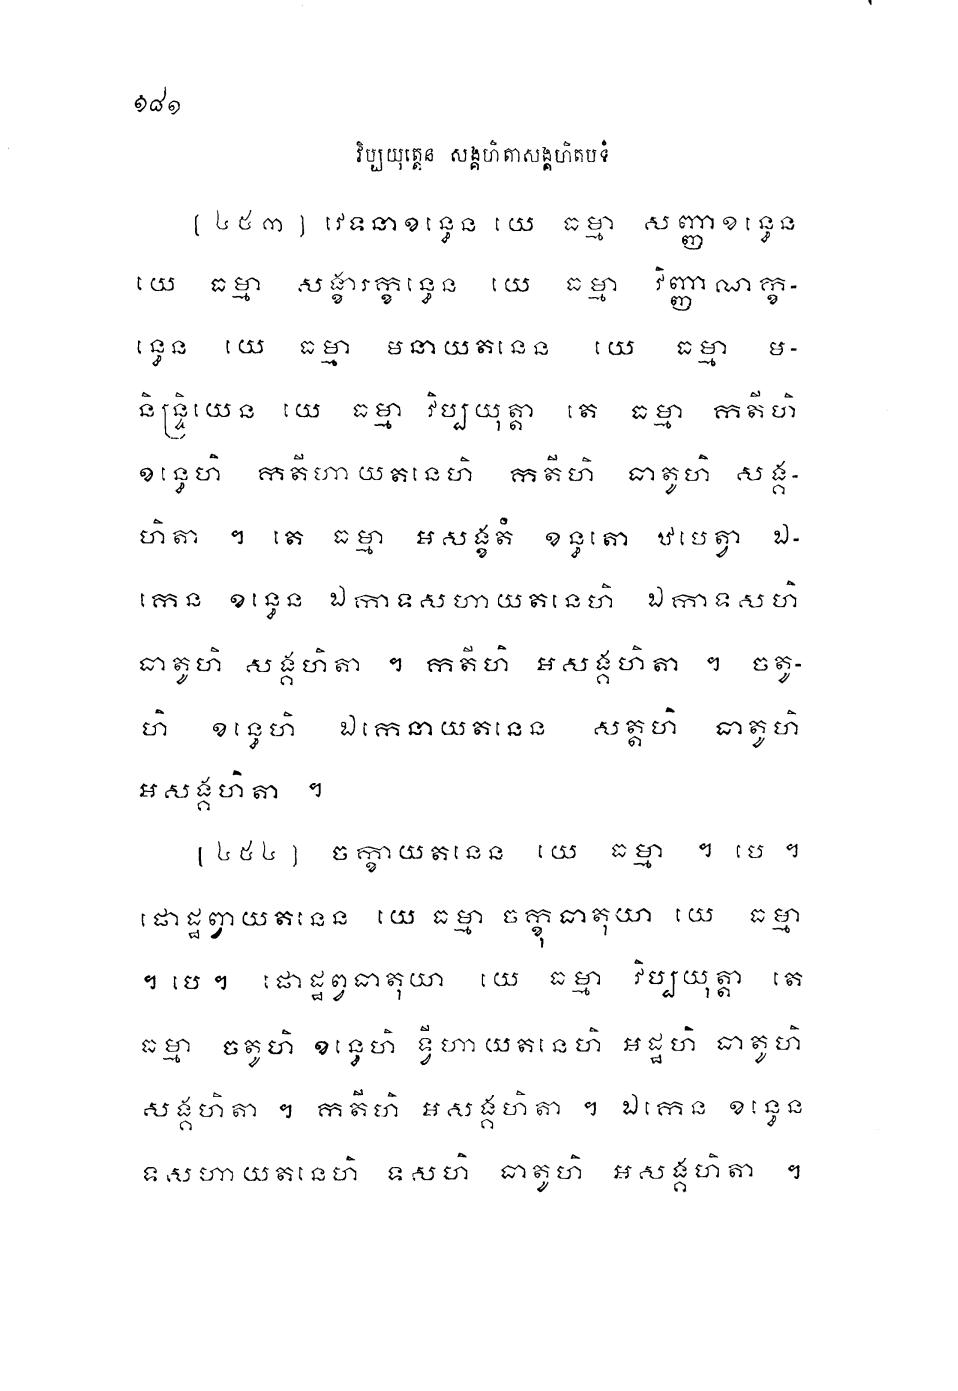 ១៨១
វិប្បយុត្តេន សង្គហិតាសង្គហិតបទំ
[៤៥៣] វេទនាខន្ធេន យេ ធម្មា សញ្ញាខន្ធេន
យេ ធម្មា សង្ខារក្ខន្ធេន យេ ធម្មា វិញ្ញាណក្ខ-
ន្ធេន យេ ធម្មា មនាយតនេន យេ ធម្មា ម-
និន្ទ្រិយេន យេ ធម្មា វិប្បយុត្តា តេ ធម្មា កតីហិ
ខន្ធេហិ កតីហាយតនេហិ កតីហិ ធាតូហិ សង្គ-
ហិតា ។ តេ ធម្មា អសង្ខតំ ខន្ធតោ ឋបេត្វា ឯ-
កេន ខន្ធេន ឯកាទសហាយតនេហិ ឯកាទសហិ
ធាតូហិ សង្គហិតា ។ កតីហិ អសង្គហិតា ។ ចតូ-
ហិ ខន្ធេហិ ឯកេនាយតនេន សត្តហិ ធាតូហិ
អសង្គហិតា ។
[៤៥៤] ចក្ខាយតនេន យេ ធម្មា ។ បេ ។
ផោដ្ឋព្វាយតនេន យេ ធម្មា ចក្ខុធាតុយា យេ ធម្មា
។ បេ ។ ផោដ្ឋព្វធាតុយា យេ ធម្មា វិប្បយុត្តា តេ
ធម្មា ចតូហិ ខន្ធេហិ ទ្វីហាយតនេហិ អដ្ឋហិ ធាតូហិ
សង្គហិតា ។ កតីហិ អសង្គហិតា ។ ឯកេន ខន្ធេន
ទសហាយតនេហិ ទសហិ ធាតូហិ អសង្គហិតា ។